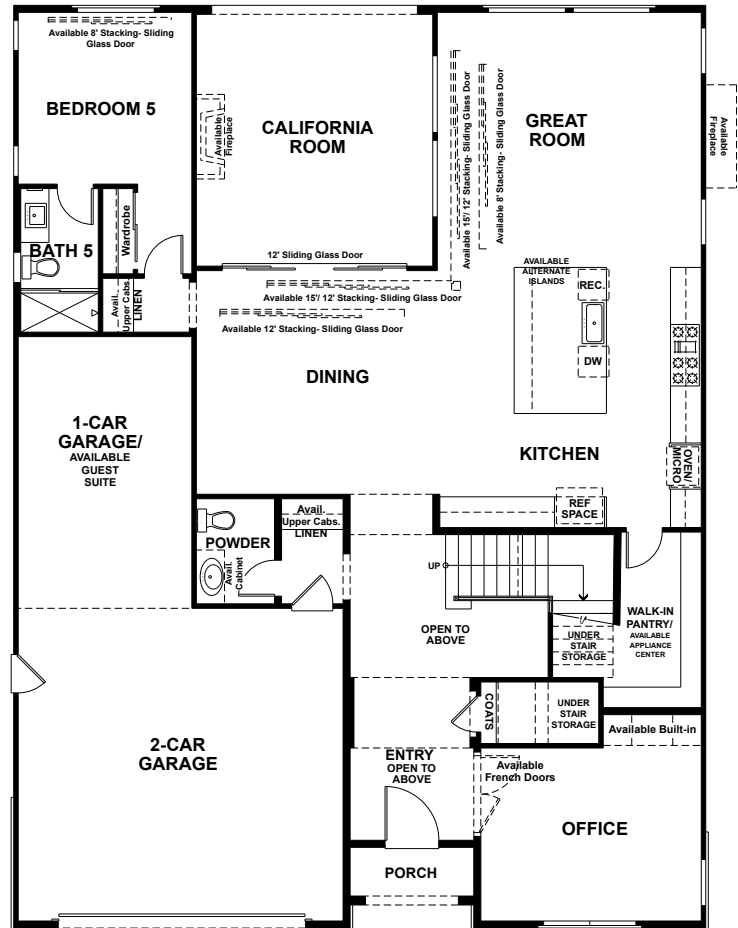 Available 8' Stacking- Sliding
Glass Door
BEDROOM 5
CALIFORNIA
ROOM
Available
Fireplace
12' Sliding Glass Door
Available 15'/ 12' Stacking- Sliding Glass Door
Available 8' Stacking- Sliding Glass Door
GREAT
ROOM
Available
Fireplace
BATH 5
Wardrobe
Avail.
Upper Cabs.
LINEN
Available 15'/ 12' Stacking- Sliding Glass Door
Available 12' Stacking- Sliding Glass Door
AVAILABLE
ALTERNATE
ISLANDS
REC.
DW
DINING
KITCHEN
OVEN/
MICRO
REF
SPACE
1-CAR
GARAGE/
AVAILABLE
GUEST
SUITE
POWDER
Avail.
Cabinet
Avail.
Upper Cabs.
LINEN
UP
OPEN TO
ABOVE
UNDER
STAIR
STORAGE
WALK-IN
PANTRY/
AVAILABLE
APPLIANCE
CENTER
COATS
UNDER
STAIR
STORAGE
Available Built-in
2-CAR
GARAGE
ENTRY
OPEN TO
ABOVE
Available
French Doors
OFFICE
PORCH